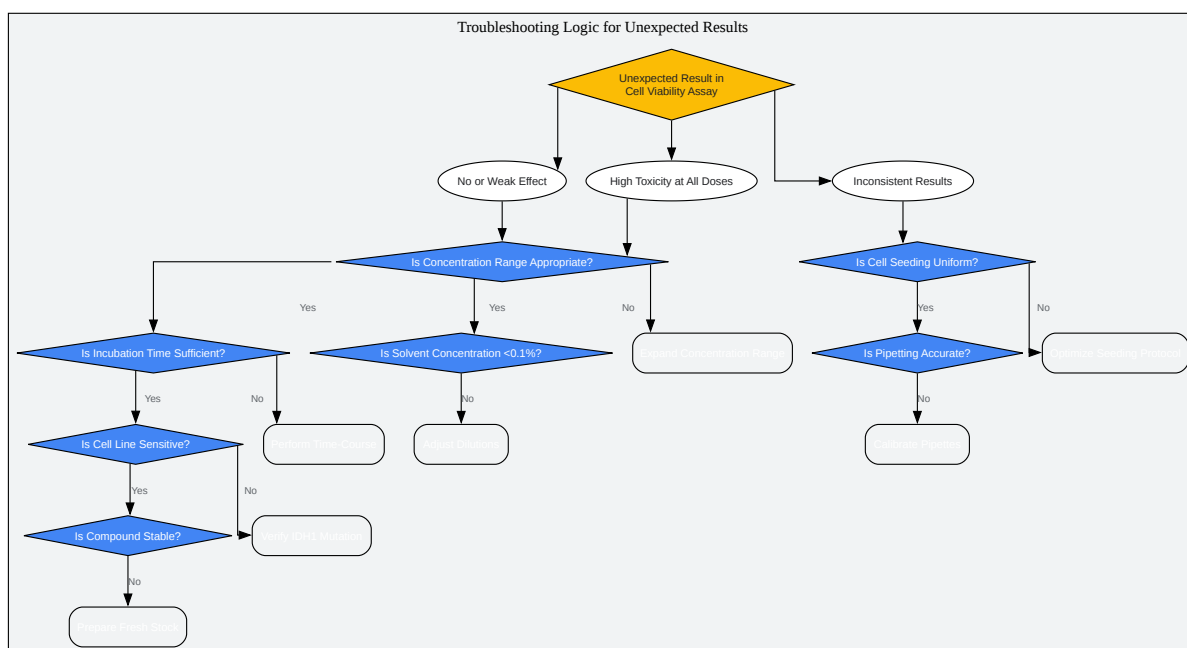 Troubleshooting Logic for Unexpected Results
Unexpected Result in
Cell Viability Assay
No or Weak Effect
High Toxicity at All Doses
Inconsistent Results
Is Concentration Range Appropriate?
Is Cell Seeding Uniform?
Yes
Yes
No
Yes
No
Is Incubation Time Sufficient?
Is Solvent Concentration <0.1%?
Expand Concentration Range
Is Pipetting Accurate?
Optimize Seeding Protocol
Yes
No
No
No
Is Cell Line Sensitive?
Perform Time-Course
Adjust Dilutions
Calibrate Pipettes
Yes
No
Is Compound Stable?
Verify IDH1 Mutation
No
Prepare Fresh Stock